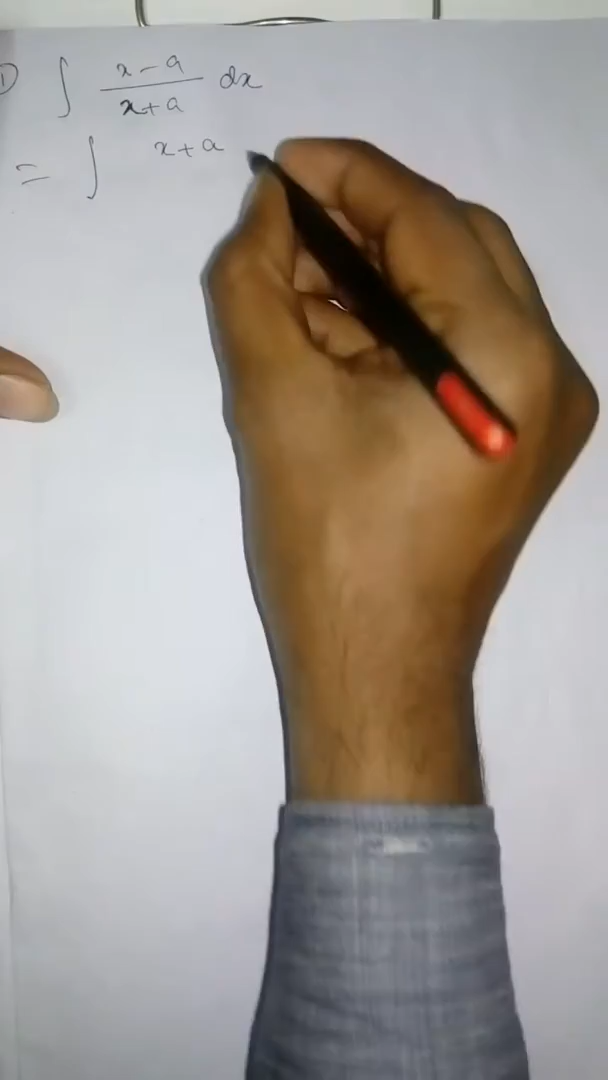 ① ∫ x-a/x+a dx
= ∫ x+a